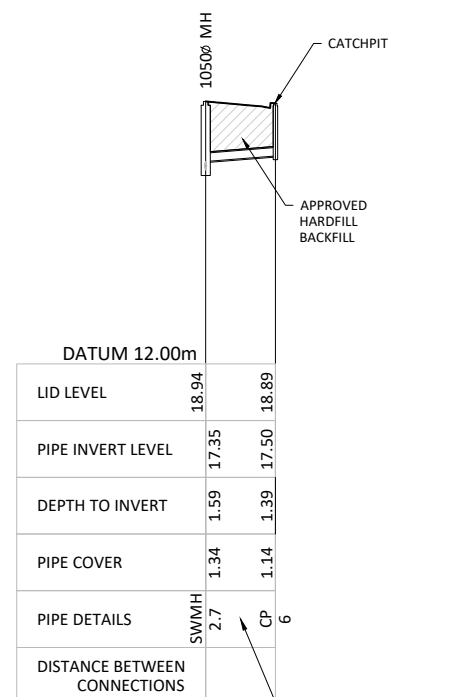 1050Ø MH
CATCHPIT
APPROVED
HARDFILL
BACKFILL
DATUM 12.00m
LID LEVEL 18.94 18.89
PIPE INVERT LEVEL 17.35 17.50
DEPTH TO INVERT 1.59 1.39
PIPE COVER 1.34 1.14
PIPE DETAILS SWMH 2.7 CP 6
DISTANCE BETWEEN
CONNECTIONS